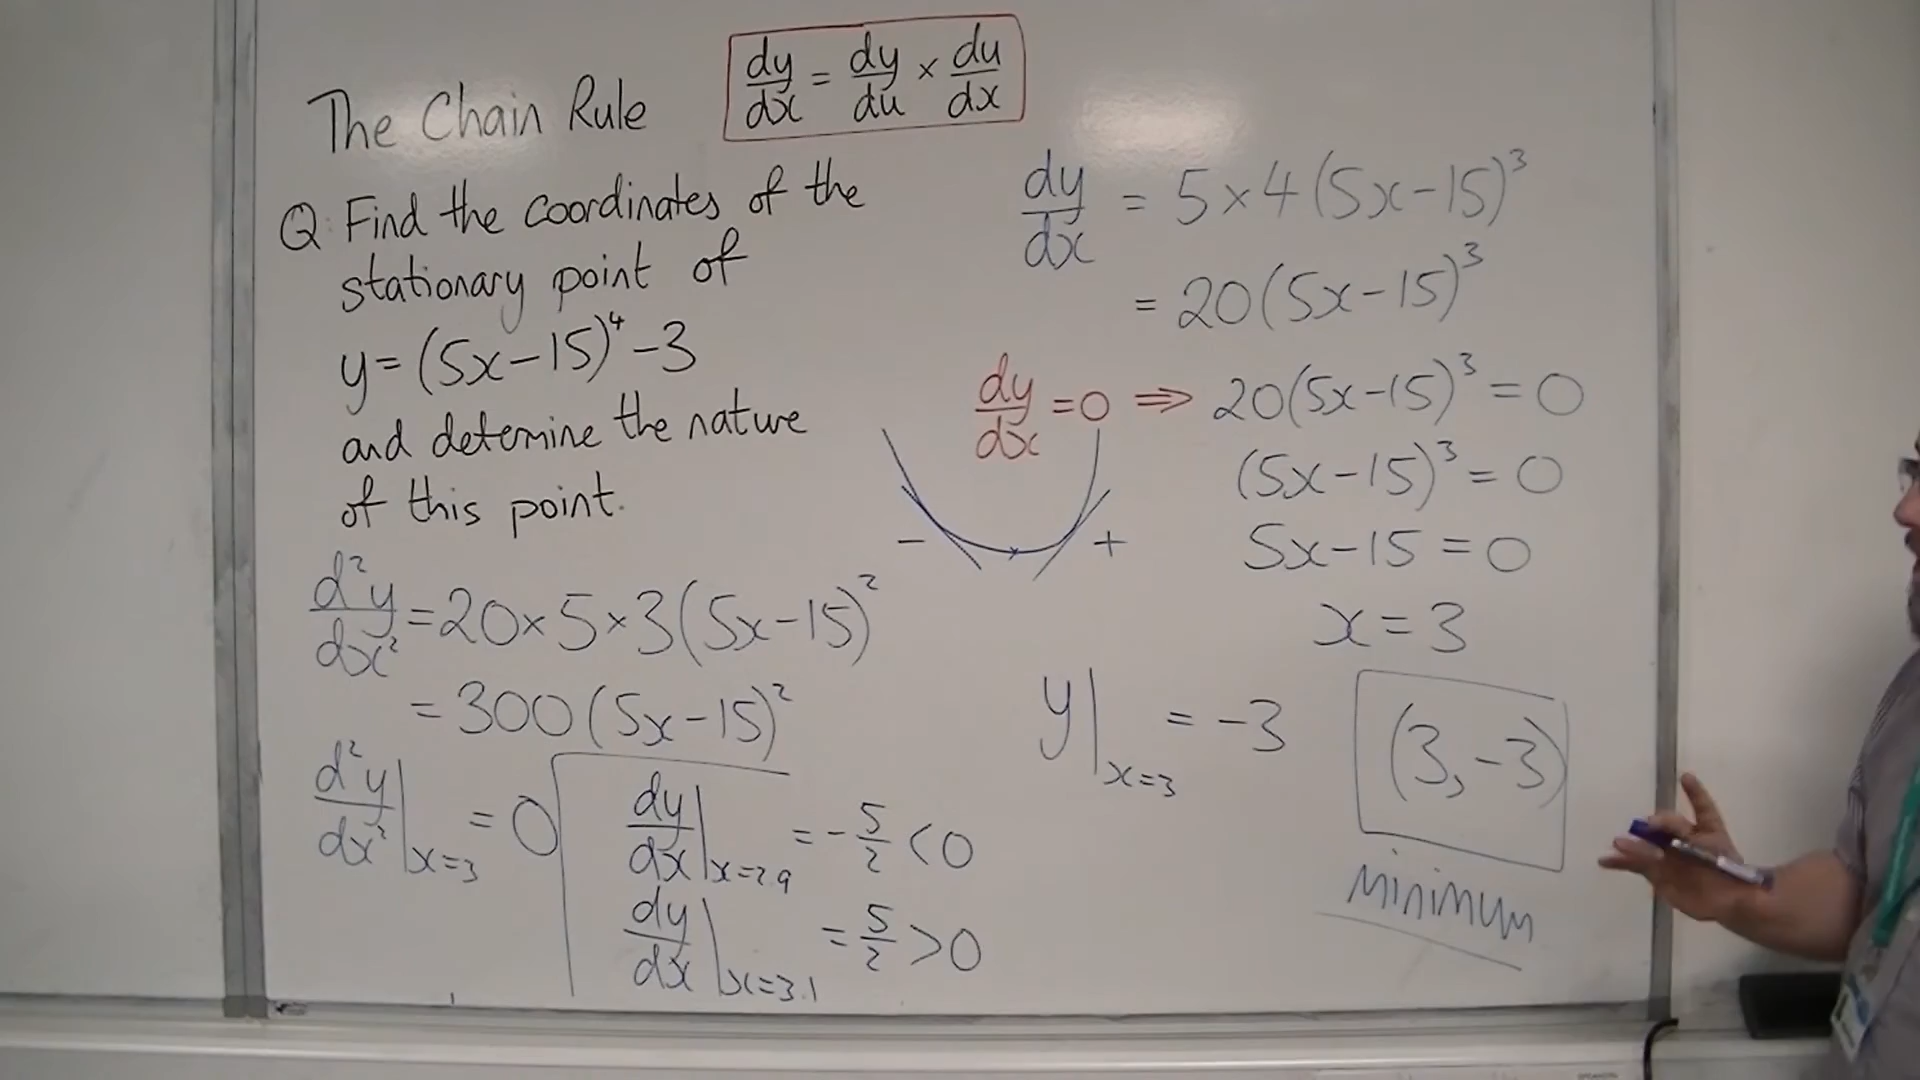 The Chain Rule
dy/dx = dy/du × du/dx
Q: Find the coordinates of the
stationary point of
y = (5x-15)⁴ -3
and detemine the nature
of this point.
d²y/dx² = 20 × 5 × 3(5x-15)²
= 300(5x-15)²
d²y/dx²|x=3 = 0
dy/dx|x=2.9 = -5/2 < 0
dy/dx|x=3.1 = 5/2 > 0
dy/dx = 5×4(5x-15)³
= 20(5x-15)³
dy/dx = 0 ⇒ 20(5x-15)³ = 0
(5x-15)³ = 0
5x-15 = 0
- +
x = 3
y|x=3 = -3
(3,-3)
minimum